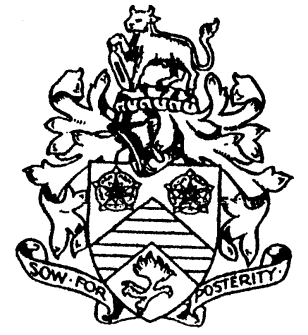 SOW · FOR POSTERITY ·